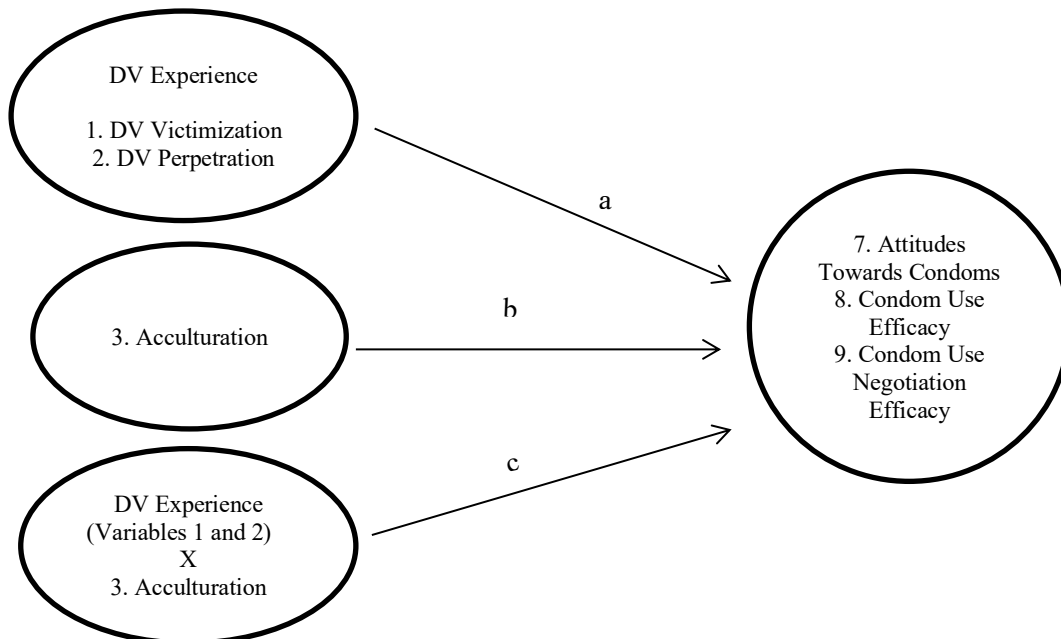 DV Experience
1. DV Victimization
2. DV Perpetration
a
3. Acculturation
b
DV Experience
(Variables 1 and 2)
X
3. Acculturation
c
7. Attitudes
Towards Condoms
8. Condom Use
Efficacy
9. Condom Use
Negotiation
Efficacy